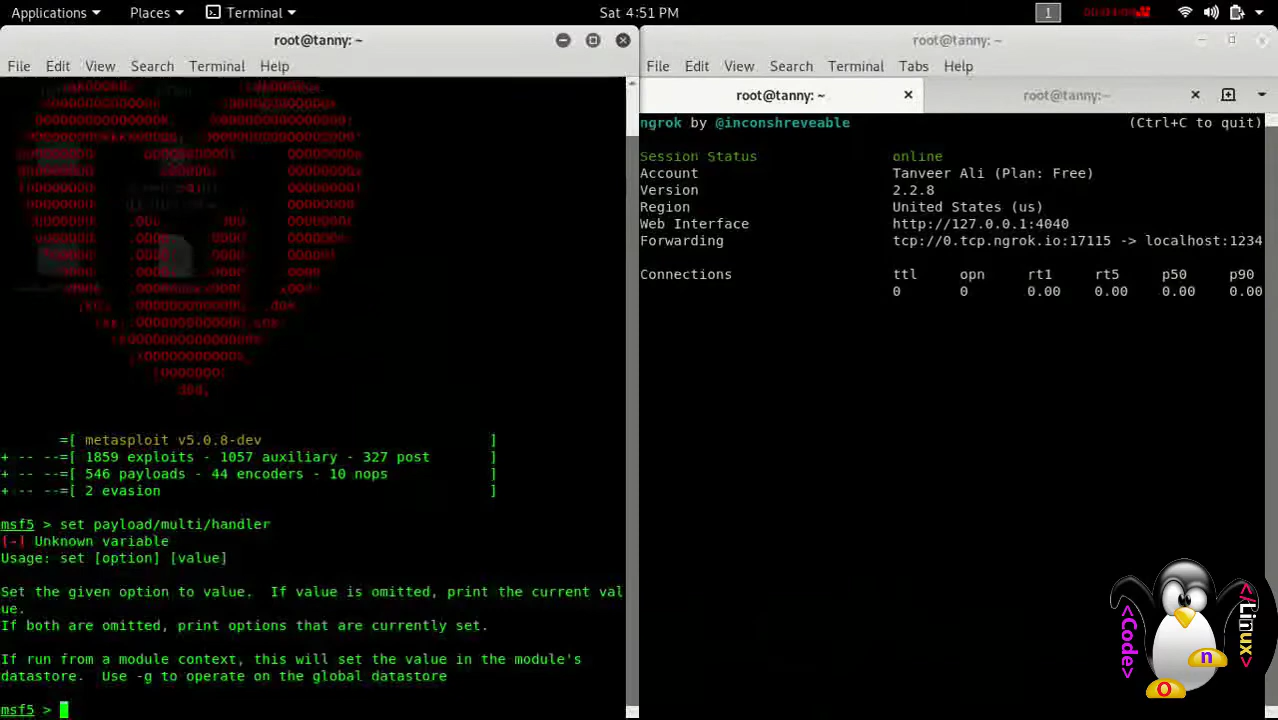 Applications Places Terminal Sat 4:51 PM 1
root@tanny: ~
File Edit View Search Terminal Help
=[ metasploit v5.0.8-dev ]
+ -- --=[ 1859 exploits - 1057 auxiliary - 327 post ]
+ -- --=[ 546 payloads - 44 encoders - 10 nops ]
+ -- --=[ 2 evasion ]
msf5 > set payload/multi/handler
[-] Unknown variable
Usage: set [option] [value]
Set the given option to value. If value is omitted, print the current val
ue.
If both are omitted, print options that are currently set.
If run from a module context, this will set the value in the module's
datastore. Use -g to operate on the global datastore
msf5 >
root@tanny: ~
File Edit View Search Terminal Tabs Help
root@tanny: ~ root@tanny:~
ngrok by @inconshreveable (Ctrl+C to quit)
Session Status online
Account Tanveer Ali (Plan: Free)
Version 2.2.8
Region United States (us)
Web Interface http://127.0.0.1:4040
Forwarding tcp://0.tcp.ngrok.io:17115 -> localhost:1234
Connections ttl opn rt1 rt5 p50 p90
0 0 0.00 0.00 0.00 0.00
<Code>
On
</Linux>